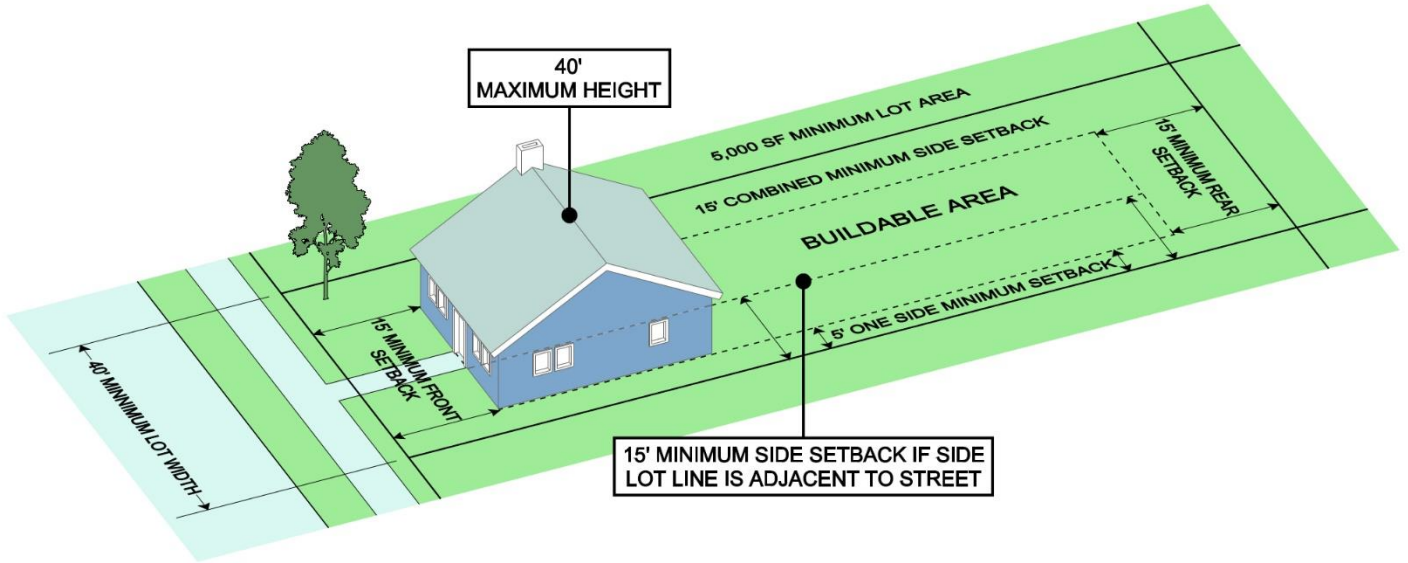 40'
MAXIMUM HEIGHT
5,000 SF MINIMUM LOT AREA
15' COMBINED MINIMUM SIDE SETBACK
15' MINIMUM REAR
SETBACK
BUILDABLE AREA
5' ONE SIDE MINIMUM SETBACK
15' MINIMUM FRONT
SETBACK
40' MINNIMUM LOT WIDTH
15' MINIMUM SIDE SETBACK IF SIDE
LOT LINE IS ADJACENT TO STREET